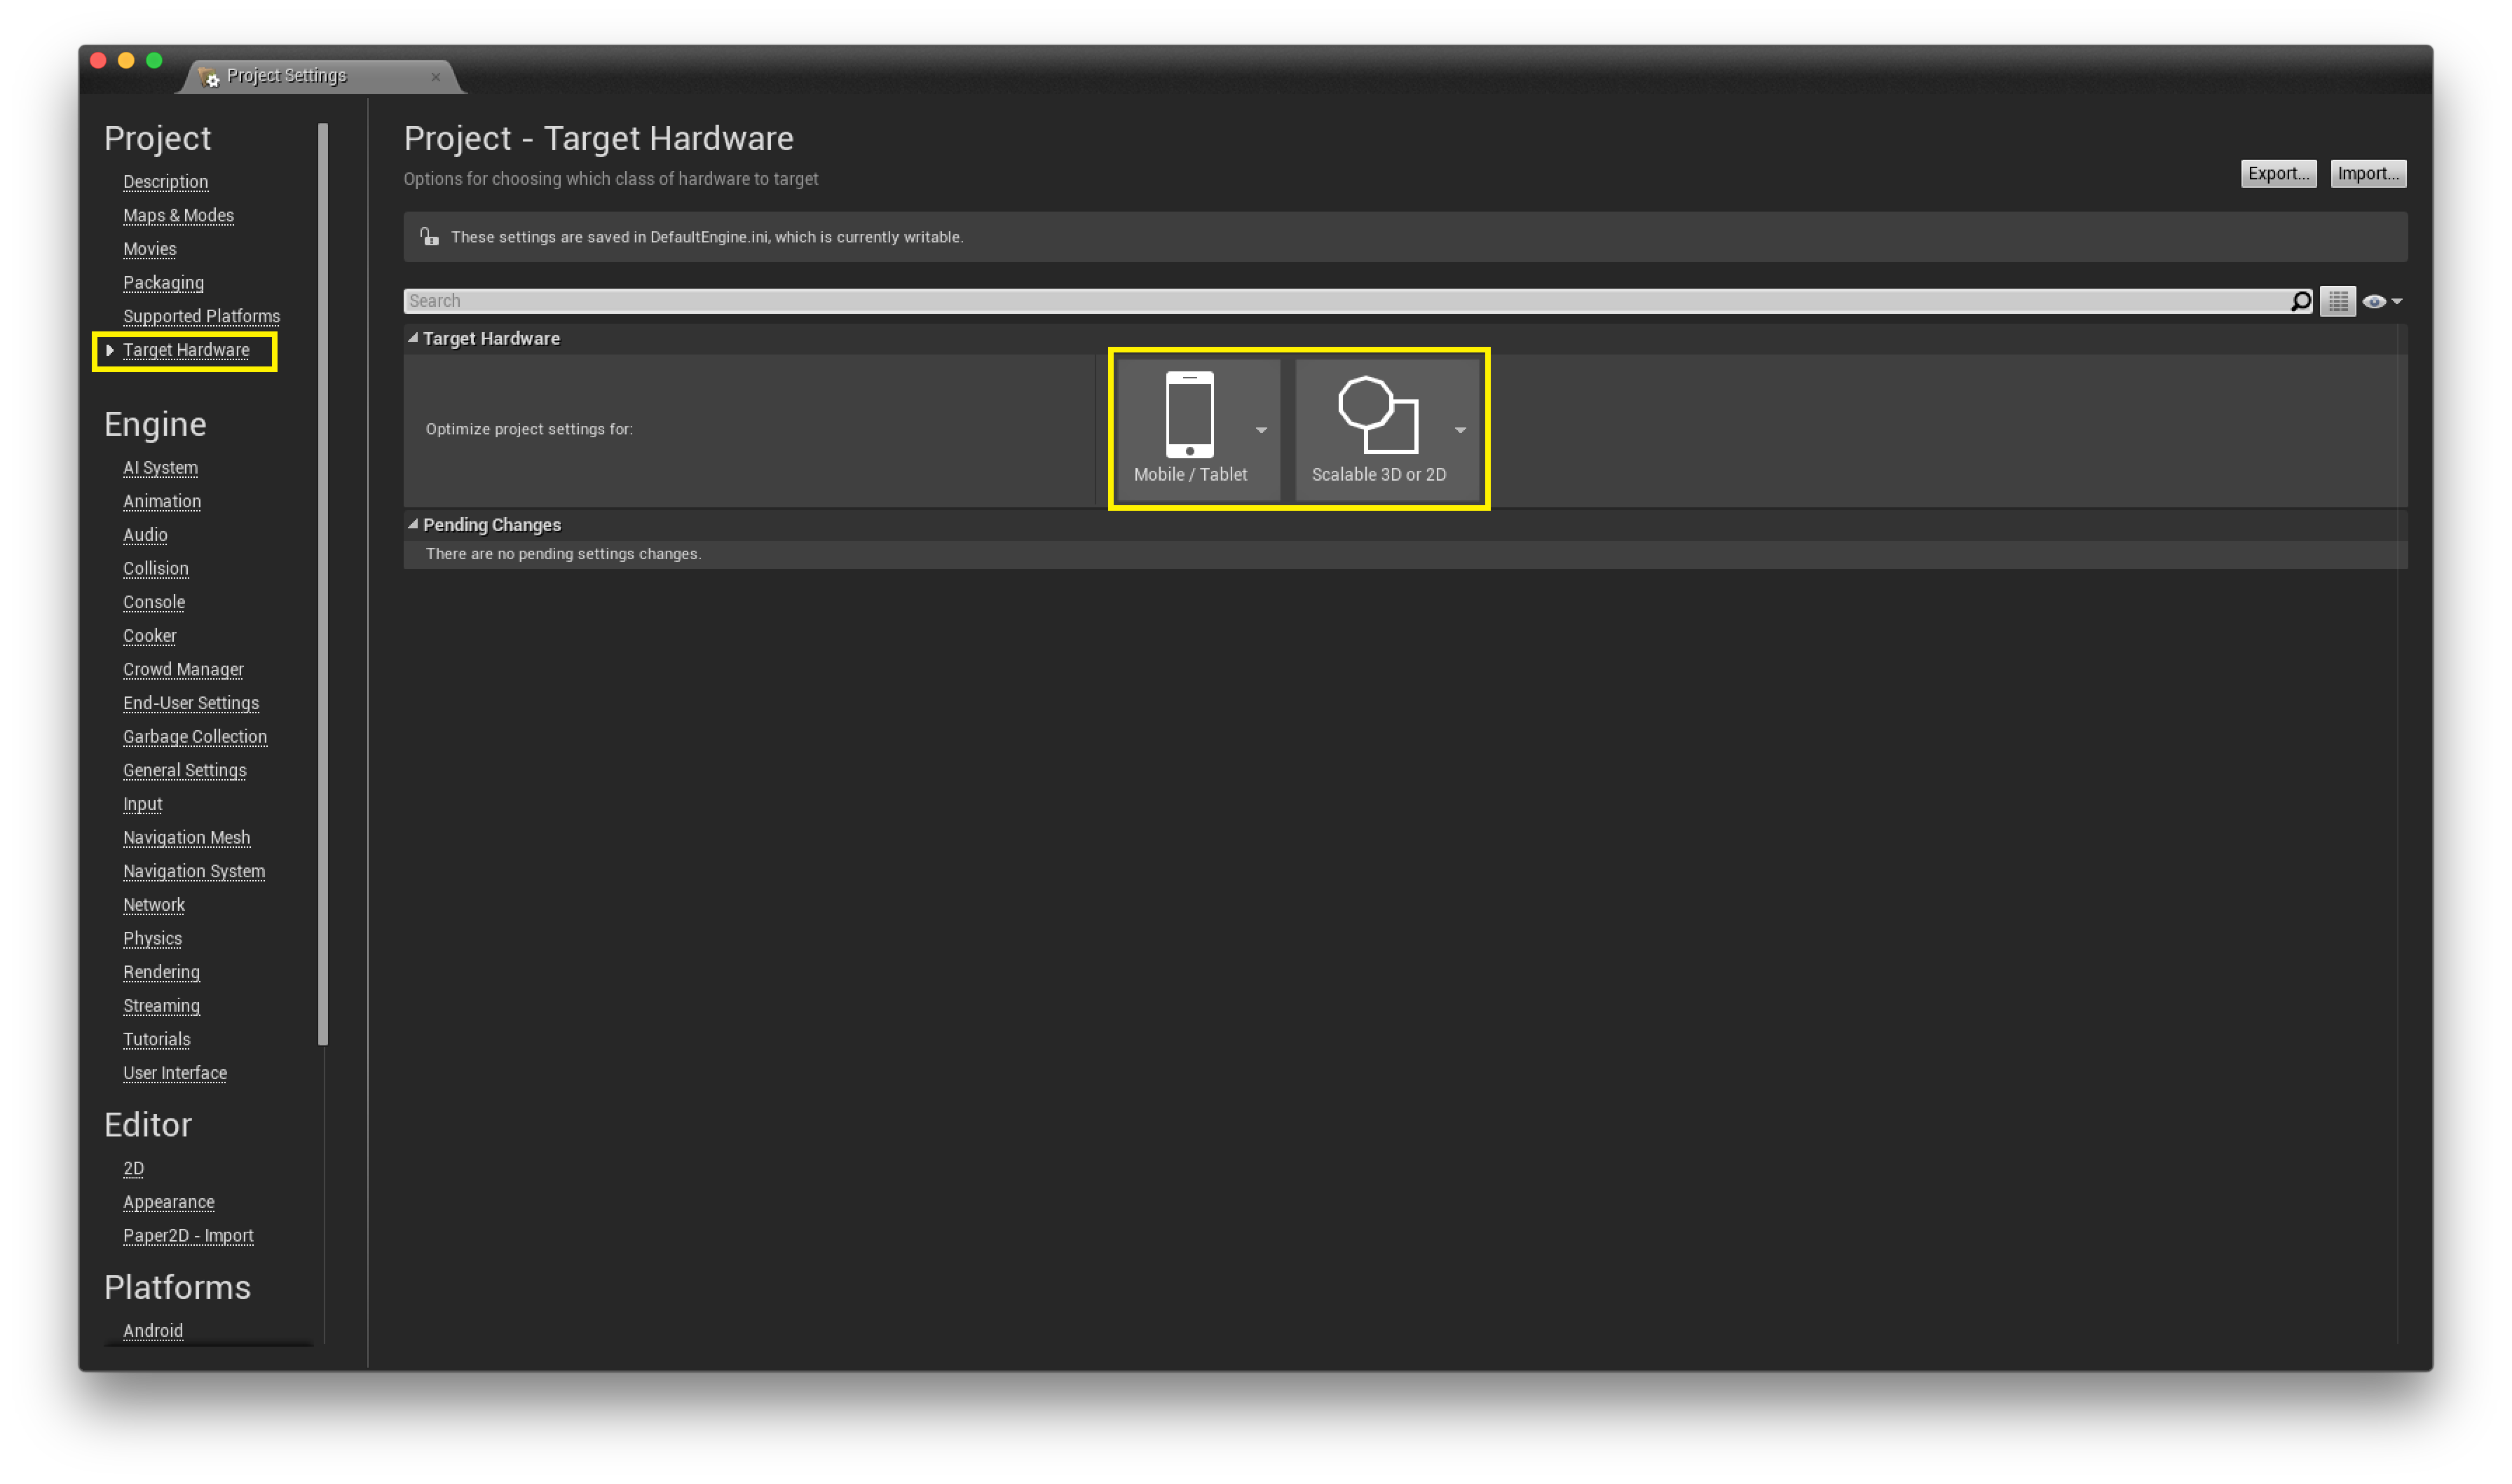 Project Settings
Project
Description
Maps & Modes
Movies
Packaging
Supported Platforms
Target Hardware
Engine
AI System
Animation
Audio
Collision
Console
Cooker
Crowd Manager
End-User Settings
Garbage Collection
General Settings
Input
Navigation Mesh
Navigation System
Network
Physics
Rendering
Streaming
Tutorials
User Interface
Editor
2D
Appearance
Paper2D - Import
Platforms
Android
Project - Target Hardware
Options for choosing which class of hardware to target
Export... Import...
These settings are saved in DefaultEngine.ini, which is currently writable.
Search
Target Hardware
Optimize project settings for:
Mobile / Tablet Scalable 3D or 2D
Pending Changes
There are no pending settings changes.